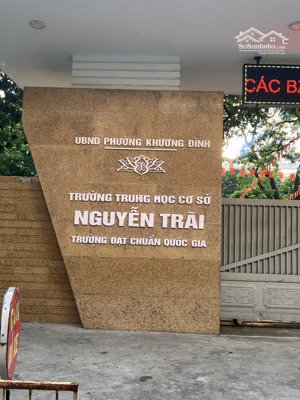 SoSanhnha.com
CÁC BẠ
UBND PHƯỜNG KHƯƠNG ĐÌNH
TRƯỜNG TRUNG HỌC CƠ SỞ
NGUYỄN TRÃI
TRƯỜNG ĐẠT CHUẨN QUỐC GIA